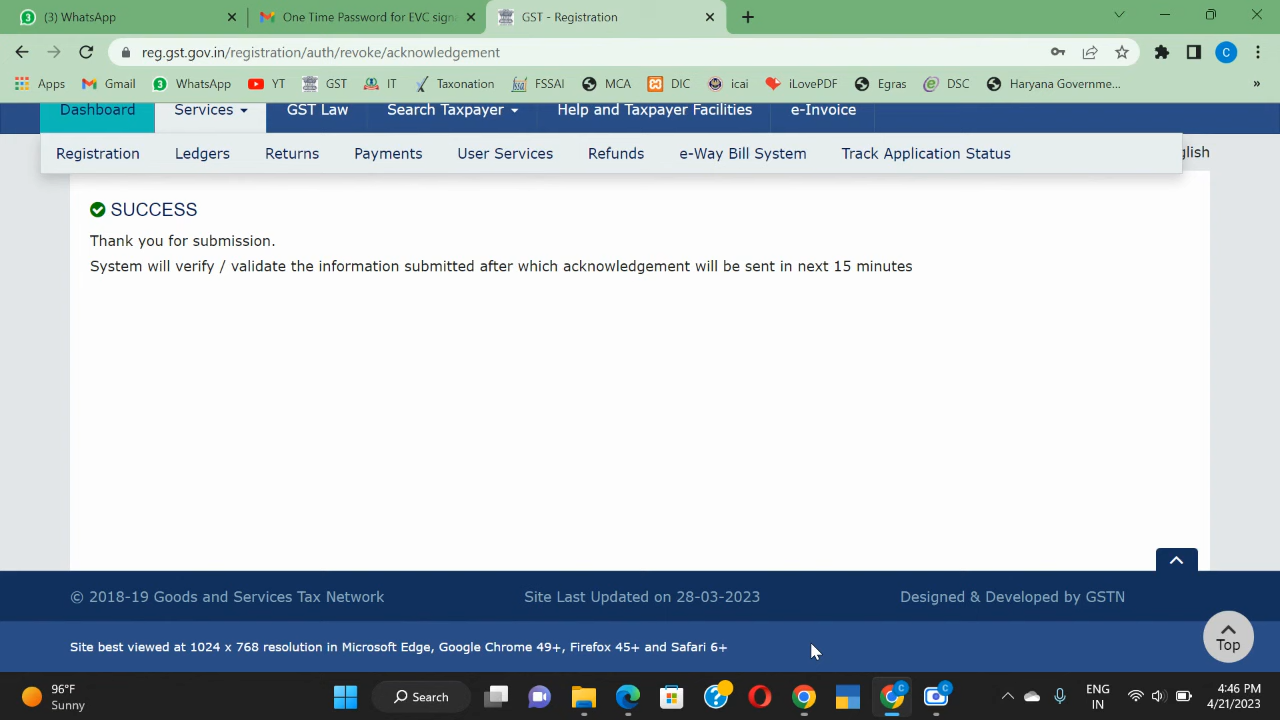 (3) WhatsApp
One Time Password for EVC sign
GST - Registration
reg.gst.gov.in/registration/auth/revoke/acknowledgement
C
Apps Gmail WhatsApp YT GST IT Taxonation FSSAI MCA DIC icai iLovePDF Egras DSC Haryana Governme... »
Dashboard Services GST Law Search Taxpayer Help and Taxpayer Facilities e-Invoice
Registration Ledgers Returns Payments User Services Refunds e-Way Bill System Track Application Status
glish
SUCCESS
Thank you for submission.
System will verify / validate the information submitted after which acknowledgement will be sent in next 15 minutes
© 2018-19 Goods and Services Tax Network Site Last Updated on 28-03-2023 Designed & Developed by GSTN
Top
Site best viewed at 1024 x 768 resolution in Microsoft Edge, Google Chrome 49+, Firefox 45+ and Safari 6+
96°F
Sunny
Search
ENG
IN
4:46 PM
4/21/2023